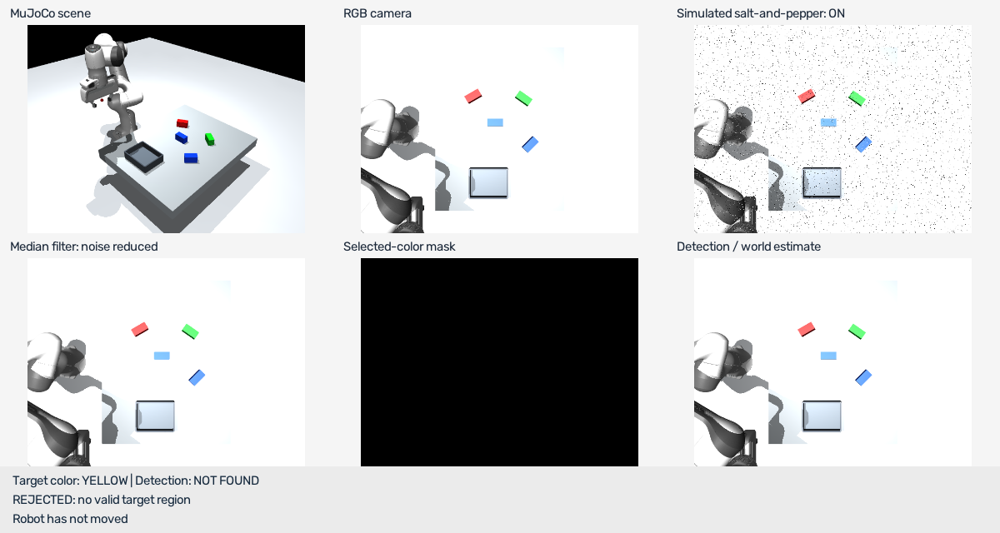 MuJoCo scene
RGB camera
Simulated salt-and-pepper: ON
Median filter: noise reduced
Selected-color mask
Detection / world estimate
Target color: YELLOW | Detection: NOT FOUND
REJECTED: no valid target region
Robot has not moved